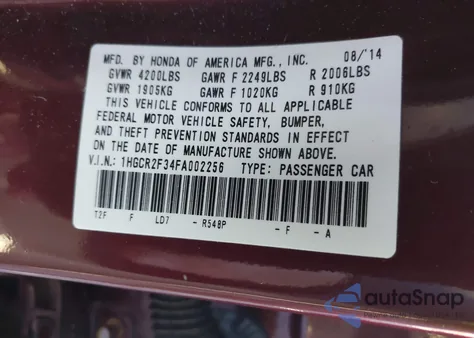 MFD. BY HONDA OF AMERICA MFG., INC. 08/14
GVWR 4200LBS GAWR F 2249LBS R 2006LBS
GVWR 1905KG GAWR F 1020KG R 910KG
THIS VEHICLE CONFORMS TO ALL APPLICABLE
FEDERAL MOTOR VEHICLE SAFETY, BUMPER,
AND THEFT PREVENTION STANDARDS IN EFFECT
ON THE DATE OF MANUFACTURE SHOWN ABOVE.
V.I.N.: 1HGCR2F34FA002256 TYPE: PASSENGER CAR
T2F F LD7 - R548P - F - A
autaSnap